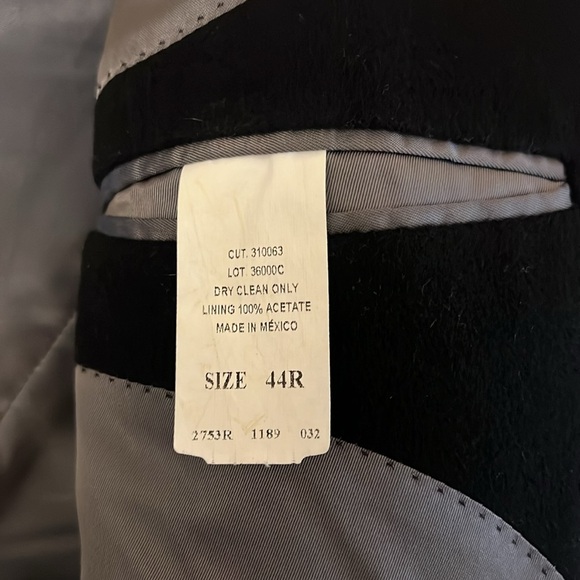 CUT. 310063
LOT. 36000C
DRY CLEAN ONLY
LINING 100% ACETATE
MADE IN MÉXICO
SIZE 44R
2753R 1189 032